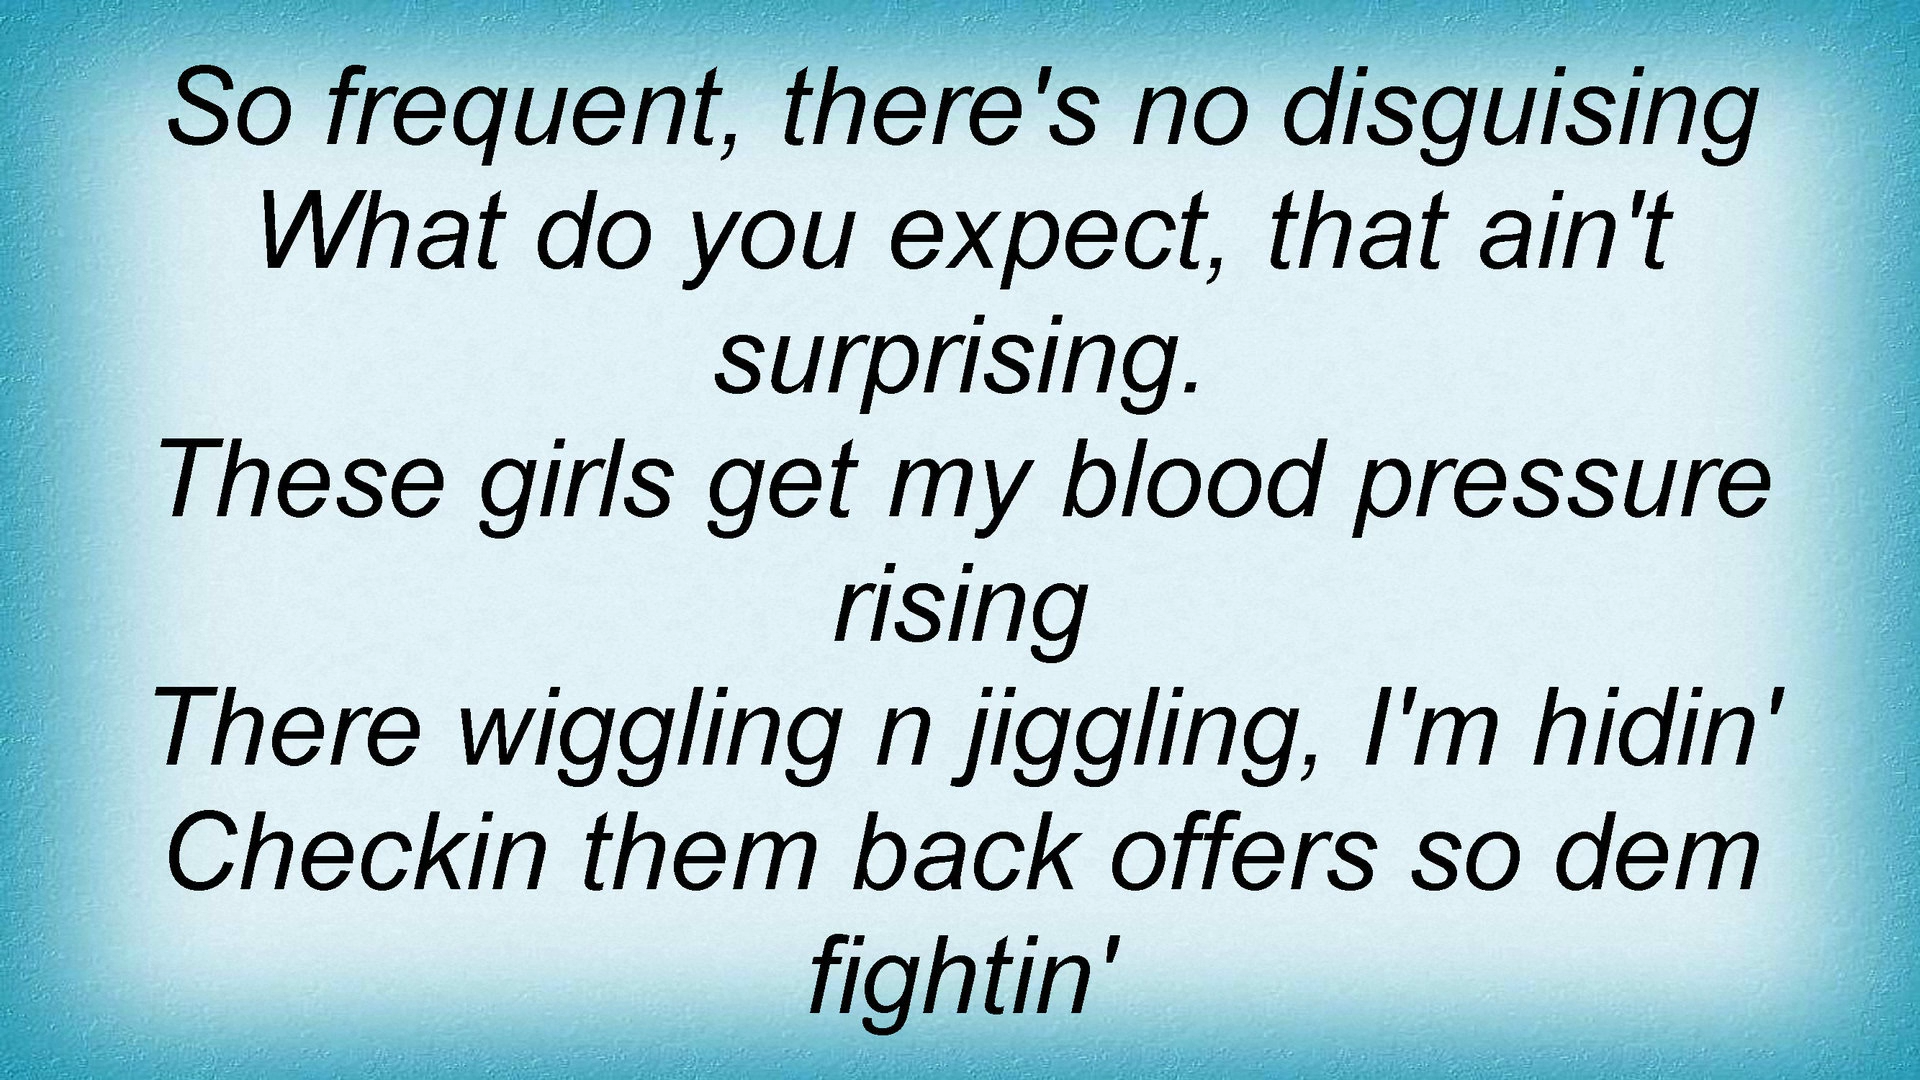 So frequent, there's no disguising
What do you expect, that ain't
surprising.
These girls get my blood pressure
rising
There wiggling n jiggling, I'm hidin'
Checkin them back offers so dem
fightin'